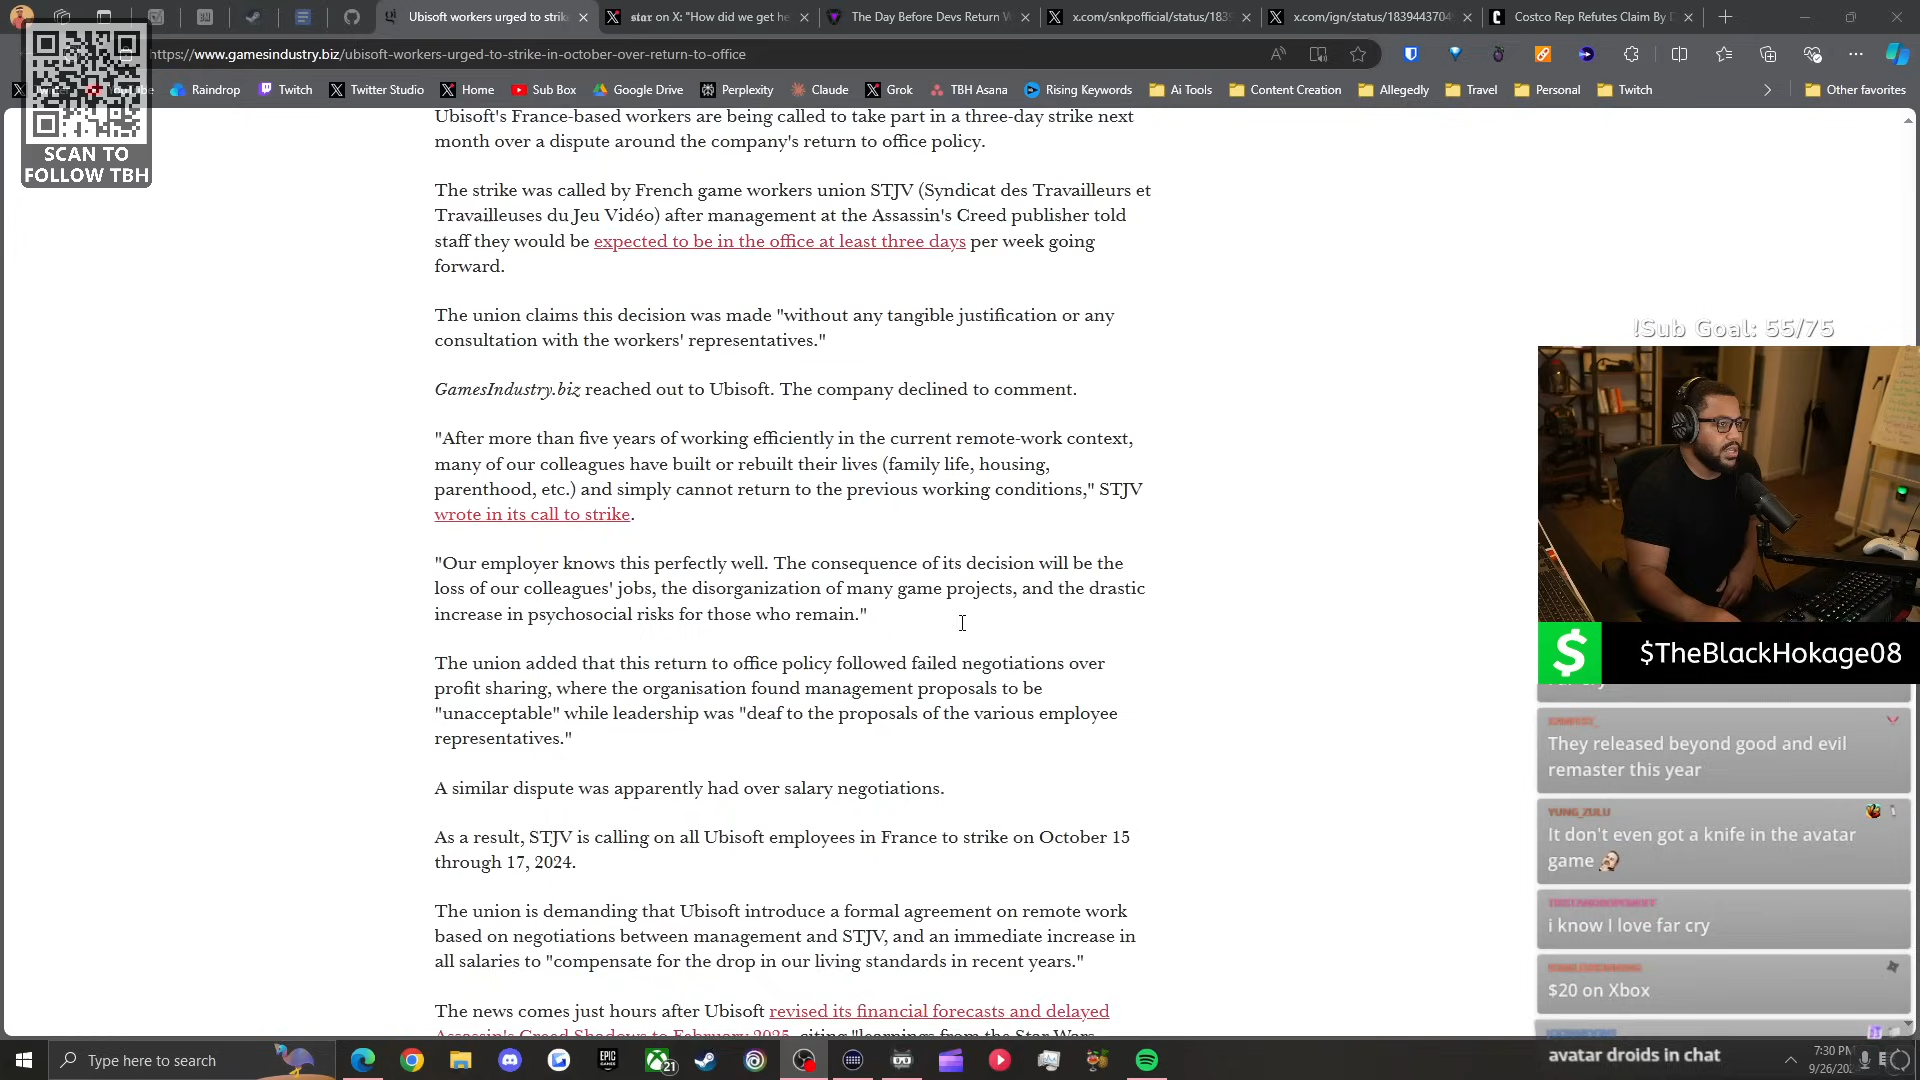 Ubisoft workers urged to strik
star on X: "How did we get he
The Day Before Devs Return W
x.com/snkpofficial/status/183
x.com/ign/status/1839443704
Costco Rep Refutes Claim By D
https://www.gamesindustry.biz/ubisoft-workers-urged-to-strike-in-october-over-return-to-office
Raindrop
Twitch
Twitter Studio
Home
Sub Box
Google Drive
Perplexity
Claude
Grok
TBH Asana
Rising Keywords
Ai Tools
Content Creation
Allegedly
Travel
Personal
Twitch
Other favorites
SCAN TO
FOLLOW TBH
Ubisoft's France-based workers are being called to take part in a three-day strike next
month over a dispute around the company's return to office policy.
The strike was called by French game workers union STJV (Syndicat des Travailleurs et
Travailleuses du Jeu Vidéo) after management at the Assassin's Creed publisher told
staff they would be expected to be in the office at least three days per week going
forward.
The union claims this decision was made "without any tangible justification or any
consultation with the workers' representatives."
GamesIndustry.biz reached out to Ubisoft. The company declined to comment.
"After more than five years of working efficiently in the current remote-work context,
many of our colleagues have built or rebuilt their lives (family life, housing,
parenthood, etc.) and simply cannot return to the previous working conditions," STJV
wrote in its call to strike.
"Our employer knows this perfectly well. The consequence of its decision will be the
loss of our colleagues' jobs, the disorganization of many game projects, and the drastic
increase in psychosocial risks for those who remain."
The union added that this return to office policy followed failed negotiations over
profit sharing, where the organisation found management proposals to be
"unacceptable" while leadership was "deaf to the proposals of the various employee
representatives."
A similar dispute was apparently had over salary negotiations.
As a result, STJV is calling on all Ubisoft employees in France to strike on October 15
through 17, 2024.
The union is demanding that Ubisoft introduce a formal agreement on remote work
based on negotiations between management and STJV, and an immediate increase in
all salaries to "compensate for the drop in our living standards in recent years."
The news comes just hours after Ubisoft revised its financial forecasts and delayed
Assassin's Creed Shadows to February 2025, citing "learnings from the Star Wars
!Sub Goal: 55/75
$
$TheBlackHokage08
They released beyond good and evil
remaster this year
YUNG_ZULU
It don't even got a knife in the avatar
game
i know I love far cry
$20 on Xbox
avatar droids in chat
Type here to search
EPIC
21
7:30 PM
9/26/20